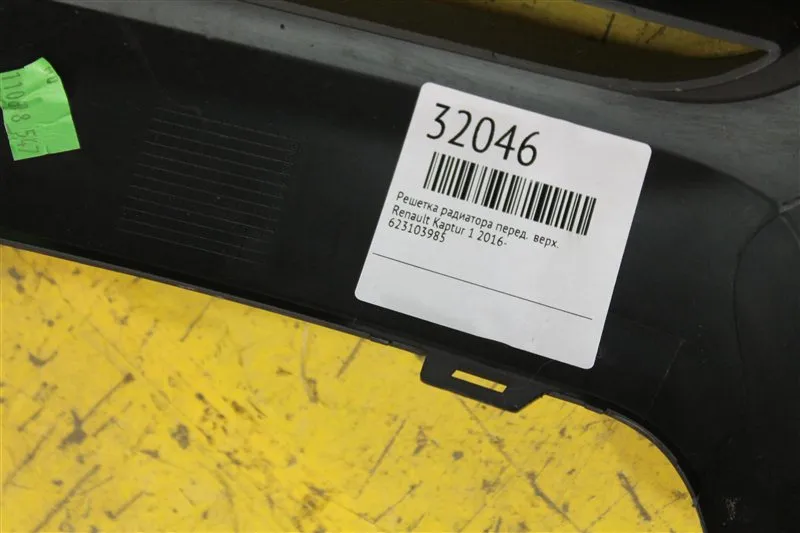 32046
Решетка радиатора перед. верх.
Renault Kaptur 1 2016-
623103985